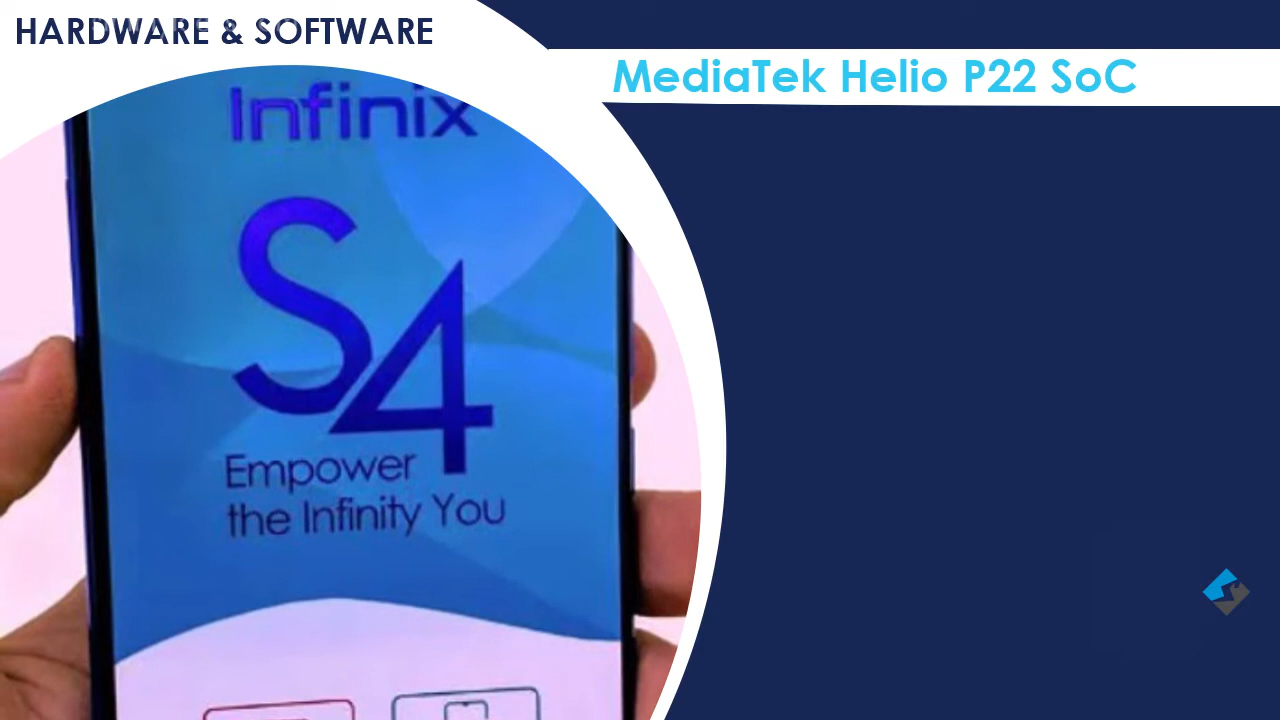 HARDWARE & SOFTWARE
MediaTek Helio P22 SoC
Infinix
S4
Empower
the Infinity You